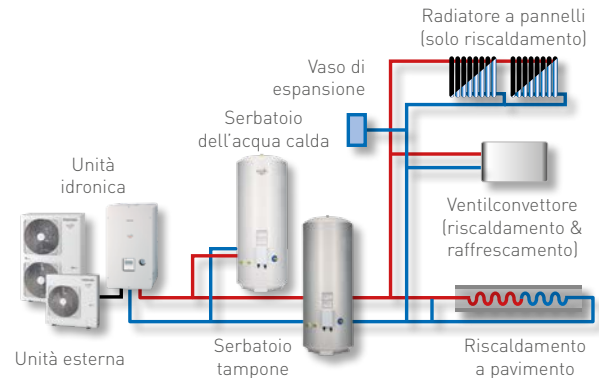 Radiatore a pannelli
(solo riscaldamento)
Vaso di
espansione
Serbatoio
dell'acqua calda
Unità
idronica
Ventilconvettore
(riscaldamento &
raffrescamento)
Unità esterna
Serbatoio
tampone
Riscaldamento
a pavimento